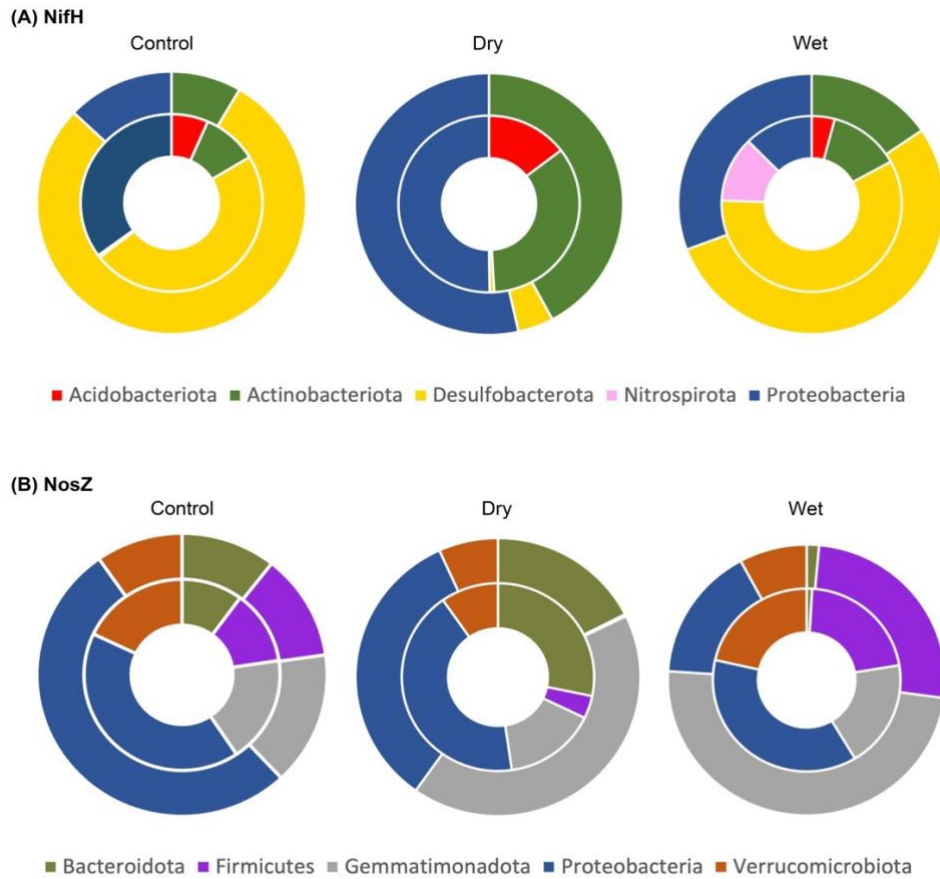 (A) NifH
Control Dry Wet
Acidobacteriota Actinobacteriota Desulfobacterota Nitrospirota Proteobacteria
(B) NosZ
Control Dry Wet
Bacteroidota Firmicutes Gemmatimonadota Proteobacteria Verrucomicrobiota